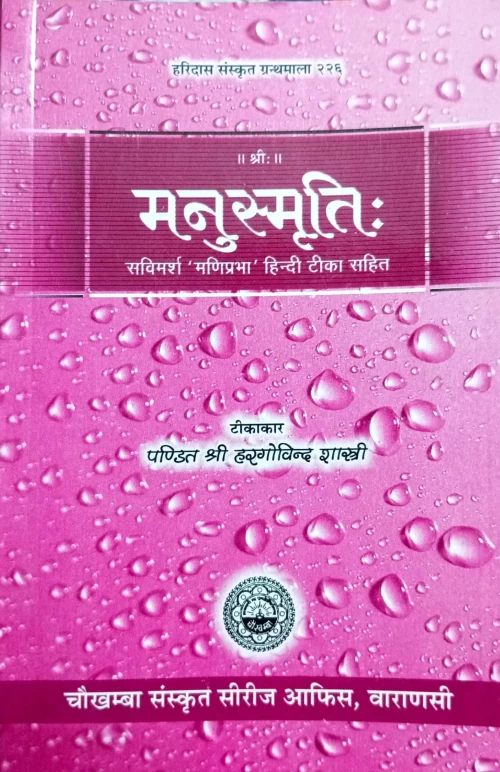 हरिदास संस्कृत ग्रन्थमाला २२६
॥ श्रीः ॥
मनुस्मृतिः
सविमर्श 'मणिप्रभा' हिन्दी टीका सहित
टीकाकार
पण्डित श्री हरगोविन्द शास्त्री
चौखम्बा संस्कृत सीरीज आफिस, वाराणसी